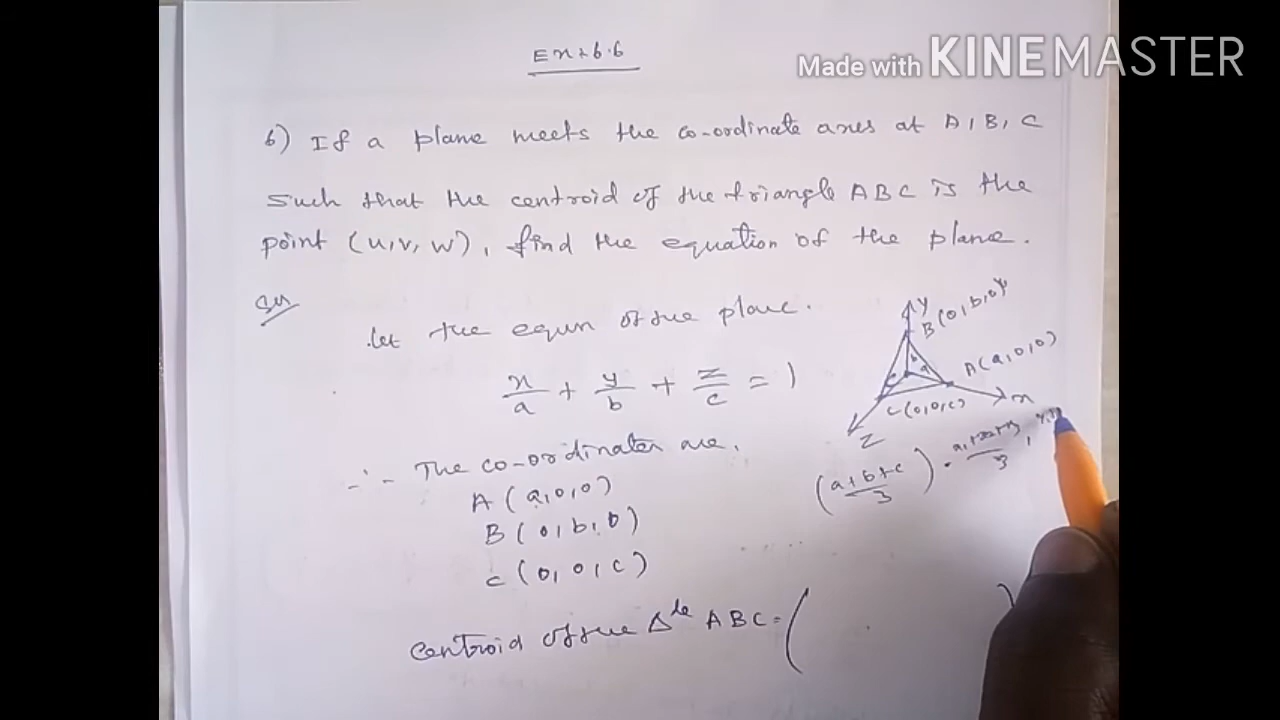 Made with KINEMASTER
Ex 6.6
6) If a plane meets the co-ordinate axes at A, B, C
such that the centroid of the triangle ABC is the
point (u, v, w), find the equation of the plane.
Let the equn of the plane.
x/a + y/b + z/c = 1
∴ The co-ordinates are,
A (a, 0, 0)
B (0, b, 0)
C (0, 0, c)
Centroid of the Δle ABC = ( )
y
B (0, b, 0)
b
a
A (a, 0, 0)
C (0, 0, c)
x
z
(a+b+c/3)